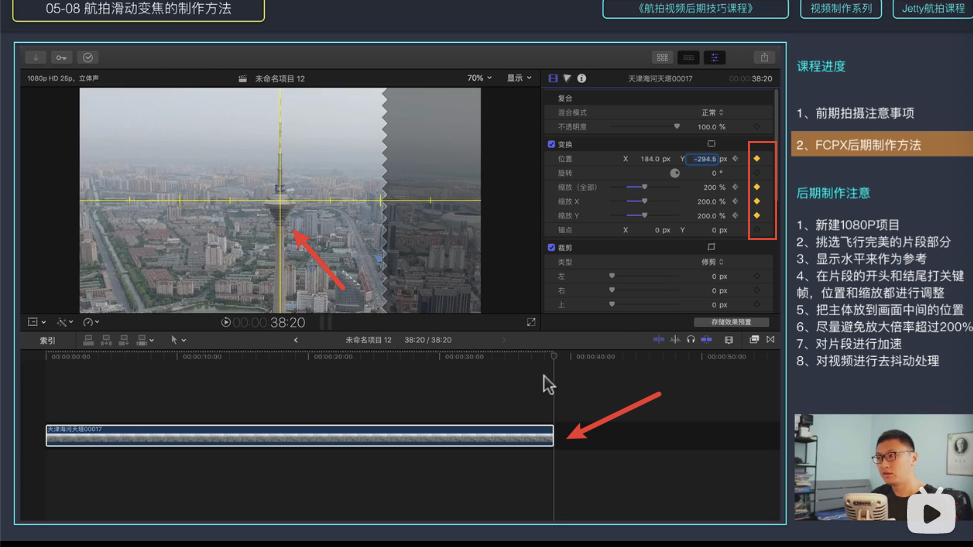 05-08 航拍滑动变焦的制作方法
《航拍视频后期技巧课程》
视频制作系列
Jetty航拍课程
1080p HD 25p, 立体声
未命名项目 12
70%
显示
天津海河天塔00017
00:00:38:20
复合
混合模式
正常
不透明度
100.0 %
变换
位置
X
184.0 px
Y
-294.5 px
旋转
0 °
缩放（全部）
200 %
缩放 X
200.0 %
缩放 Y
200.0 %
锚点
X
0 px
Y
0 px
裁剪
类型
修剪
左
0 px
右
0 px
上
0 px
00:00:38:20
存储效果预置
索引
未命名项目 12
38:20 / 38:20
00:00:00:00
00:00:10:00
00:00:20:00
00:00:30:00
00:00:40:00
00:00:50:00
天津海河天塔00017
课程进度
1、前期拍摄注意事项
2、FCPX后期制作方法
后期制作注意
1、新建1080P项目
2、挑选飞行完美的片段部分
3、显示水平来作为参考
4、在片段的开头和结尾打关键
帧，位置和缩放都进行调整
5、把主体放到画面中间的位置
6、尽量避免放大倍率超过200%
7、对片段进行加速
8、对视频进行去抖动处理